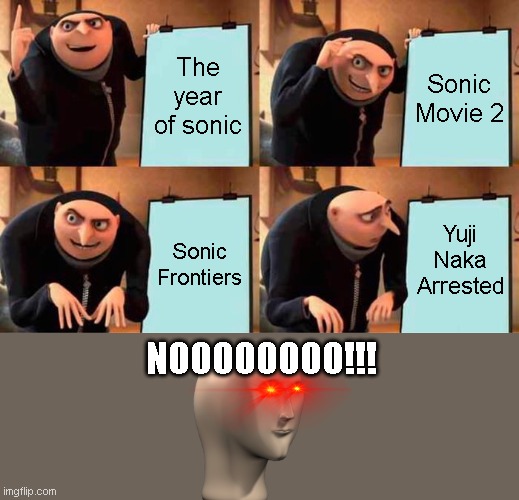 The
year
of sonic
Sonic
Movie 2
Sonic
Frontiers
Yuji
Naka
Arrested
NOOOOOOOO!!!
imgflip.com